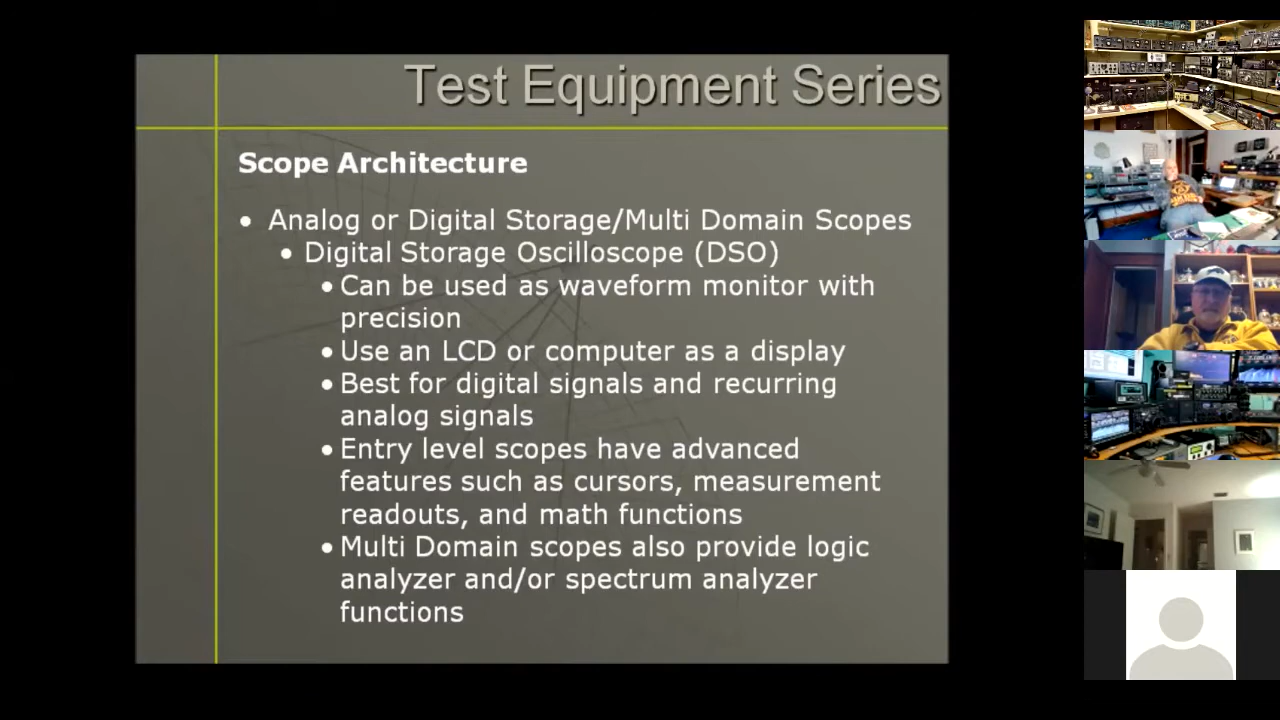 Test Equipment Series
Scope Architecture
• Analog or Digital Storage/Multi Domain Scopes
• Digital Storage Oscilloscope (DSO)
• Can be used as waveform monitor with
precision
• Use an LCD or computer as a display
• Best for digital signals and recurring
analog signals
• Entry level scopes have advanced
features such as cursors, measurement
readouts, and math functions
• Multi Domain scopes also provide logic
analyzer and/or spectrum analyzer
functions